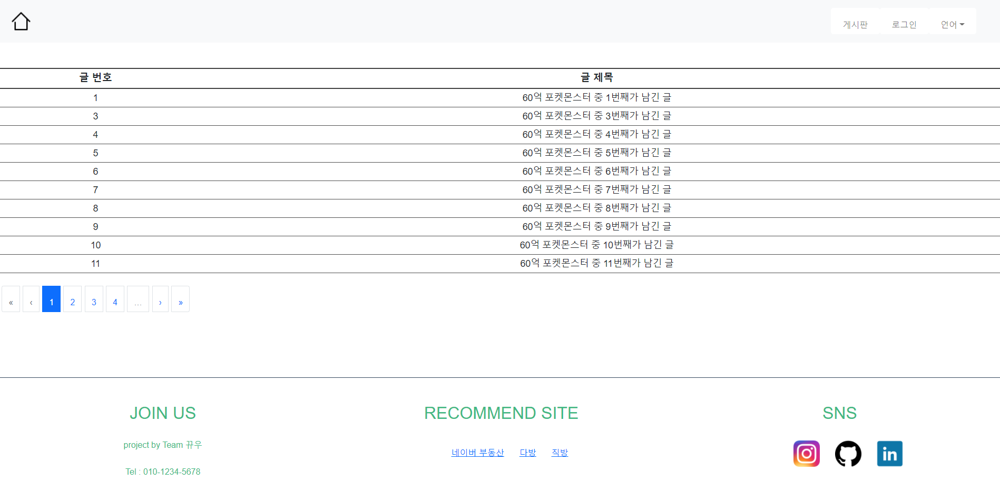 게시판 로그인 언어
글 번호 글 제목
1 60억 포켓몬스터 중 1번째가 남긴 글
3 60억 포켓몬스터 중 3번째가 남긴 글
4 60억 포켓몬스터 중 4번째가 남긴 글
5 60억 포켓몬스터 중 5번째가 남긴 글
6 60억 포켓몬스터 중 6번째가 남긴 글
7 60억 포켓몬스터 중 7번째가 남긴 글
8 60억 포켓몬스터 중 8번째가 남긴 글
9 60억 포켓몬스터 중 9번째가 남긴 글
10 60억 포켓몬스터 중 10번째가 남긴 글
11 60억 포켓몬스터 중 11번째가 남긴 글
« ‹ 1 2 3 4 … › »
JOIN US
project by Team 뀨우
Tel : 010-1234-5678
RECOMMEND SITE
네이버 부동산 다방 직방
SNS
in